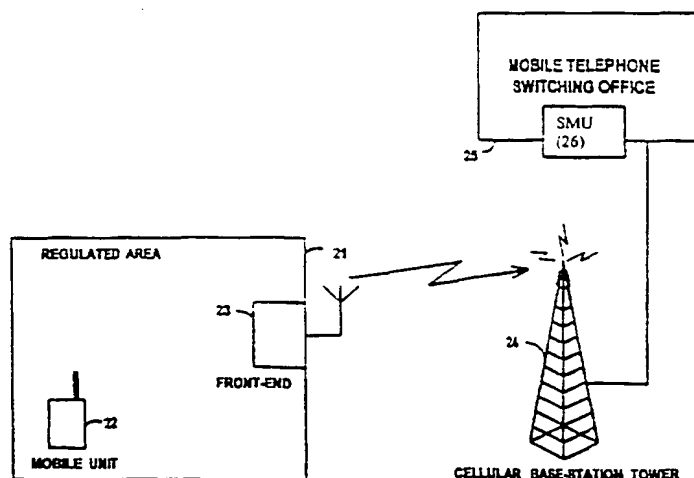 MOBILE TELEPHONE
SWITCHING OFFICE
SMU
(26)
25
REGULATED AREA
21
23
24
FRONT-END
22
MOBILE UNIT
CELLULAR BASE-STATION TOWER